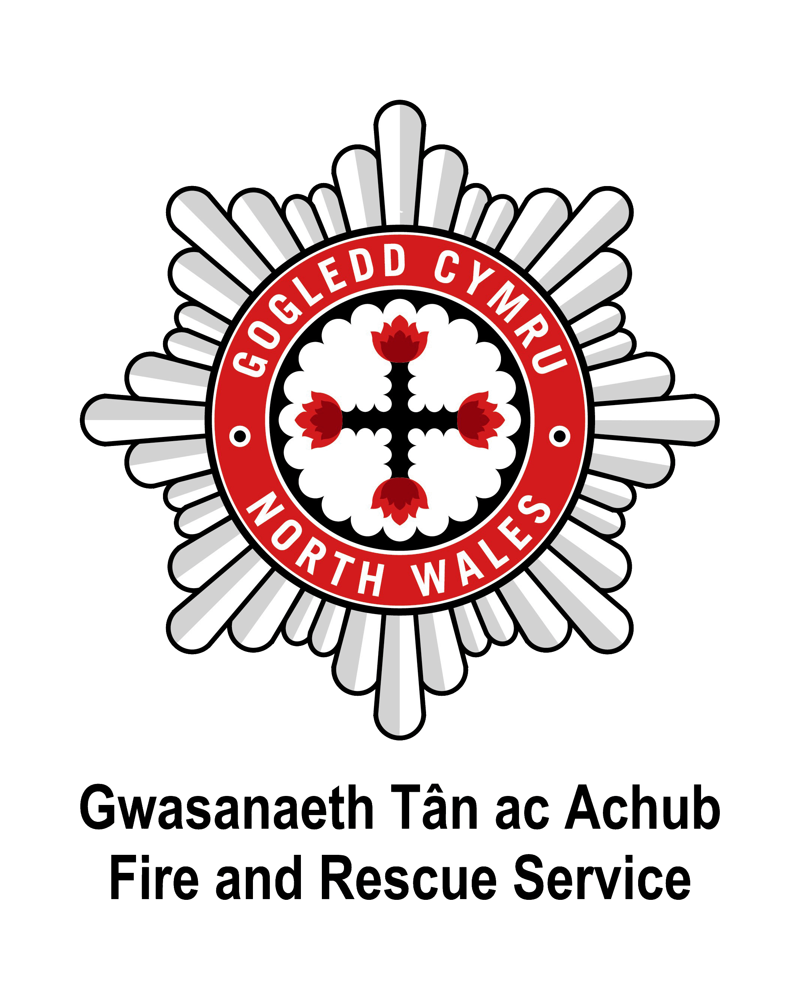 GOGLEDD CYMRU
NORTH WALES
Gwasanaeth Tân ac Achub
Fire and Rescue Service